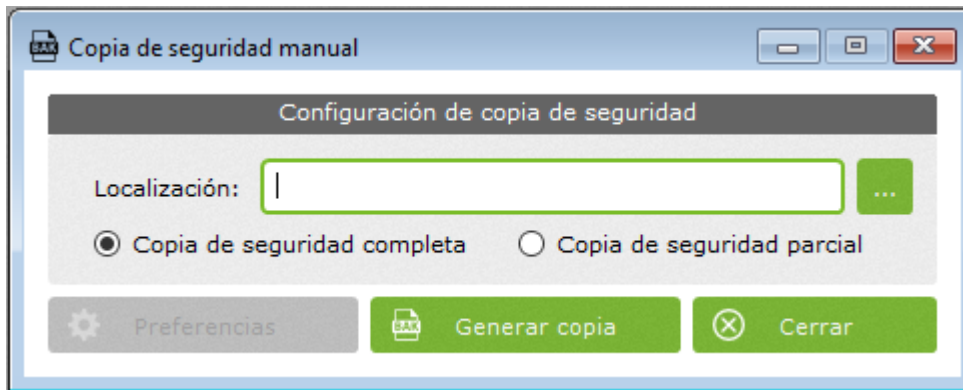 Copia de seguridad manual
Configuración de copia de seguridad
Localización:
...
Copia de seguridad completa Copia de seguridad parcial
Preferencias BAK Generar copia Cerrar